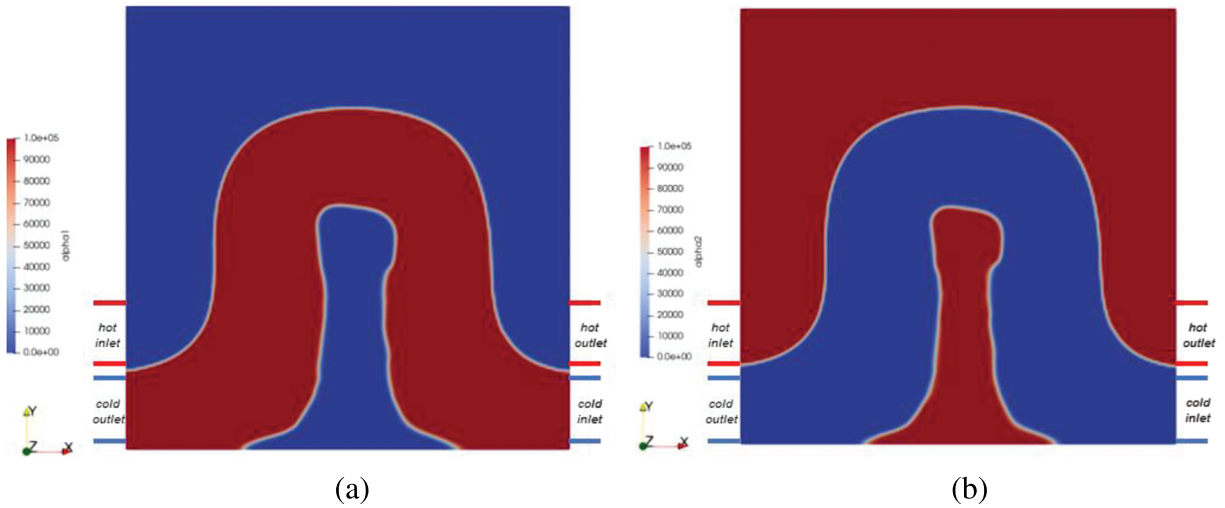 1.0e+05
90000
80000
70000
60000
50000
40000
30000
20000
10000
0.0e+00
alpha1
hot
inlet
cold
outlet
hot
outlet
cold
inlet
Y
Z
X
(a)
1.0e+05
90000
80000
70000
60000
50000
40000
30000
20000
10000
0.0e+00
alpha2
hot
inlet
cold
outlet
hot
outlet
cold
inlet
Y
Z
X
(b)